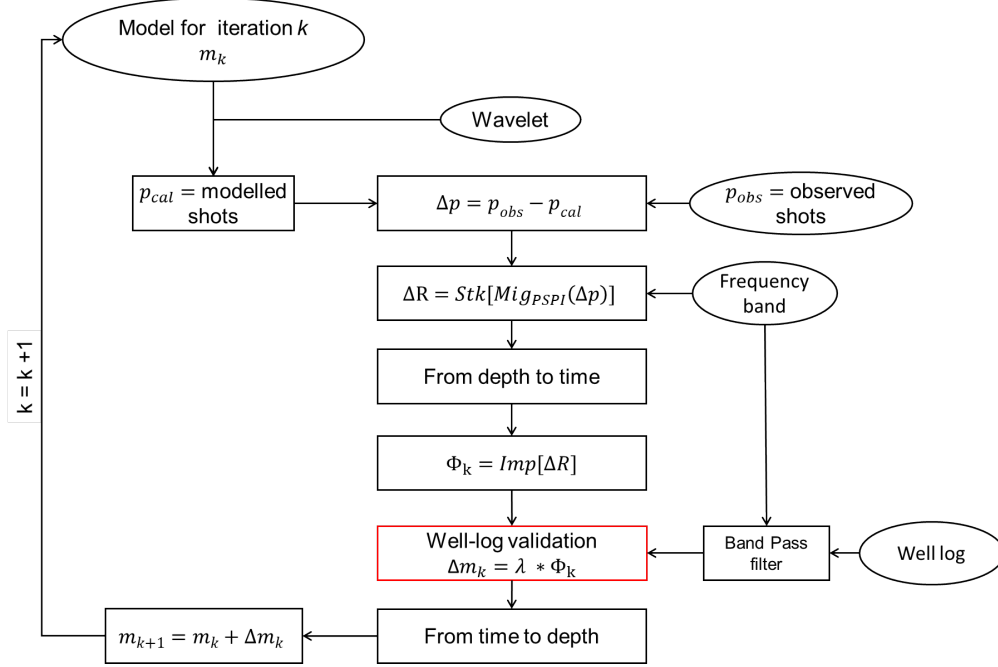 Model for iteration k
m_k
Wavelet
p_cal = modelled
shots
Δp = p_obs − p_cal
p_obs = observed
shots
ΔR = Stk[Mig_PSPI(Δp)]
Frequency
band
From depth to time
k = k +1
Φ_k = Imp[ΔR]
Well-log validation
Δm_k = λ * Φ_k
Band Pass
filter
Well log
m_{k+1} = m_k + Δm_k
From time to depth